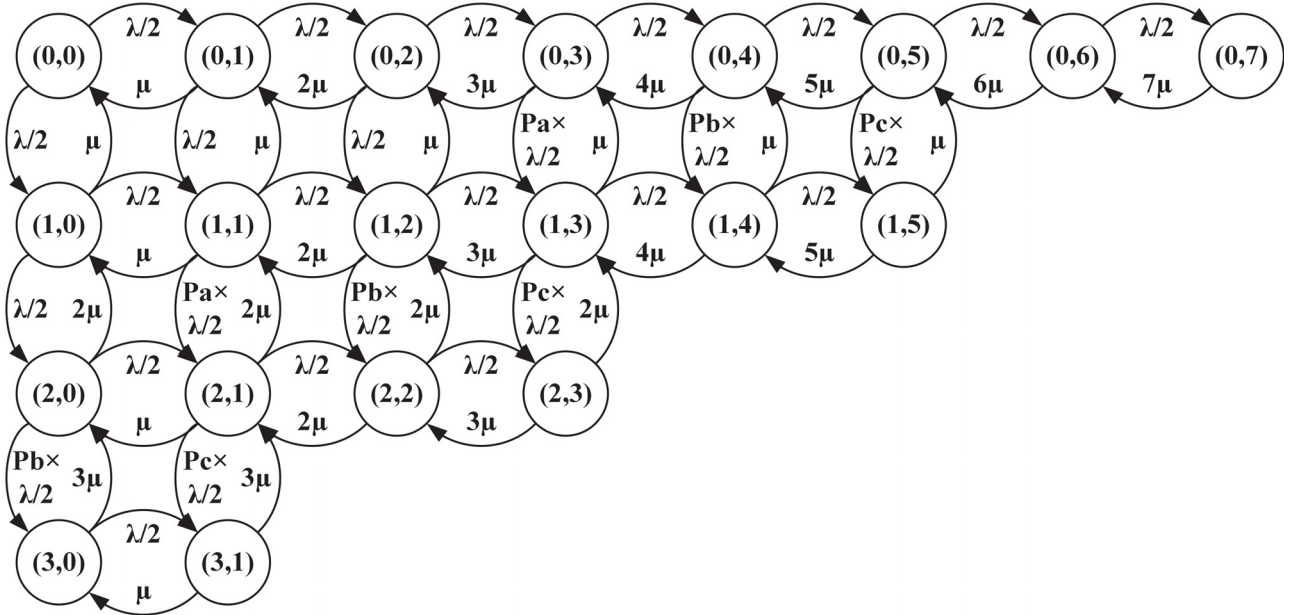 λ/2 λ/2 λ/2 λ/2 λ/2 λ/2 λ/2
(0,0) (0,1) (0,2) (0,3) (0,4) (0,5) (0,6) (0,7)
μ 2μ 3μ 4μ 5μ 6μ 7μ
Pa× Pb× Pc×
λ/2 μ λ/2 μ λ/2 μ λ/2 μ λ/2 μ λ/2 μ
λ/2 λ/2 λ/2 λ/2 λ/2
(1,0) (1,1) (1,2) (1,3) (1,4) (1,5)
μ 2μ 3μ 4μ 5μ
Pa× Pb× Pc×
λ/2 2μ λ/2 2μ λ/2 2μ λ/2 2μ
λ/2 λ/2 λ/2
(2,0) (2,1) (2,2) (2,3)
μ 2μ 3μ
Pb× Pc×
λ/2 3μ λ/2 3μ
λ/2
(3,0) (3,1)
μ